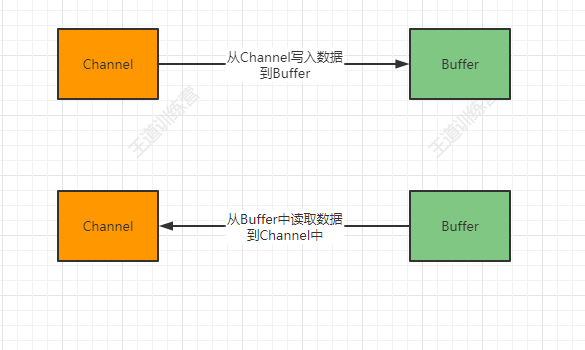 Channel
从Channel写入数据
到Buffer
Buffer
王道训练营
王道训练营
Channel
从Buffer中读取数据
到Channel中
Buffer